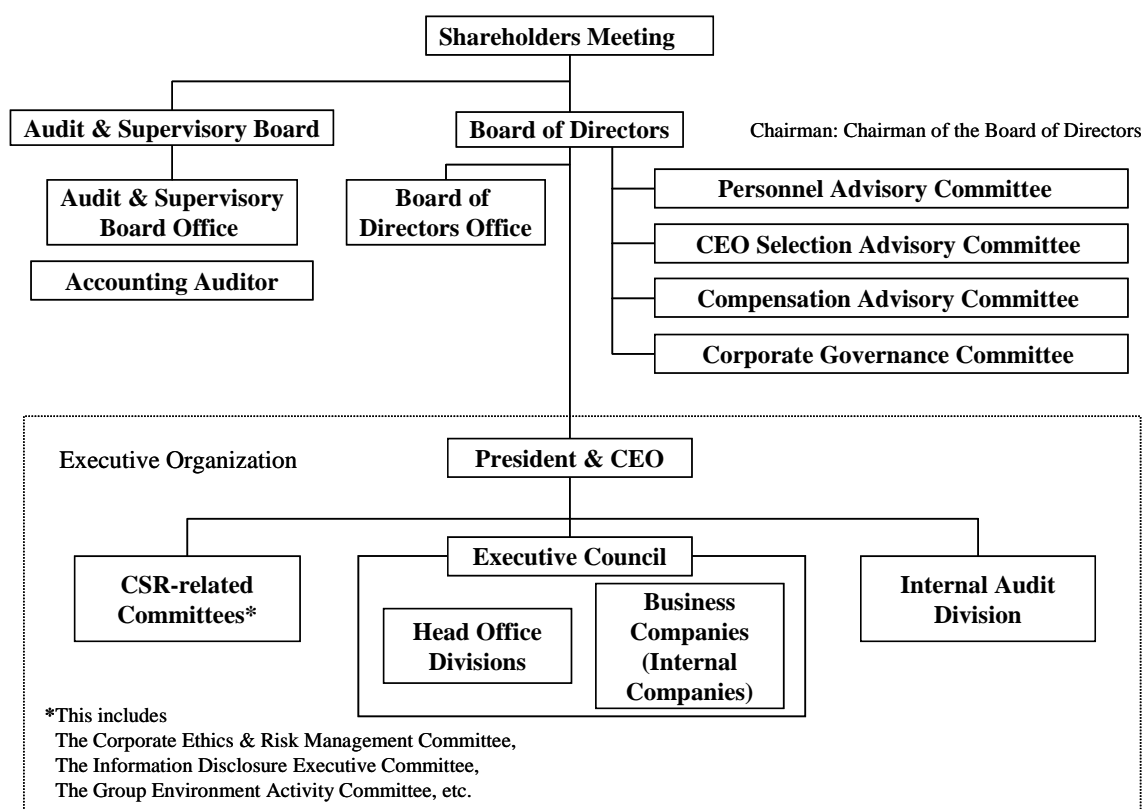 Shareholders Meeting
Audit & Supervisory Board
Board of Directors
Chairman: Chairman of the Board of Directors
Audit & Supervisory
Board Office
Board of
Directors Office
Personnel Advisory Committee
CEO Selection Advisory Committee
Accounting Auditor
Compensation Advisory Committee
Corporate Governance Committee
Executive Organization
President & CEO
CSR-related
Committees*
Executive Council
Head Office
Divisions
Business
Companies
(Internal
Companies)
Internal Audit
Division
*This includes
The Corporate Ethics & Risk Management Committee,
The Information Disclosure Executive Committee,
The Group Environment Activity Committee, etc.